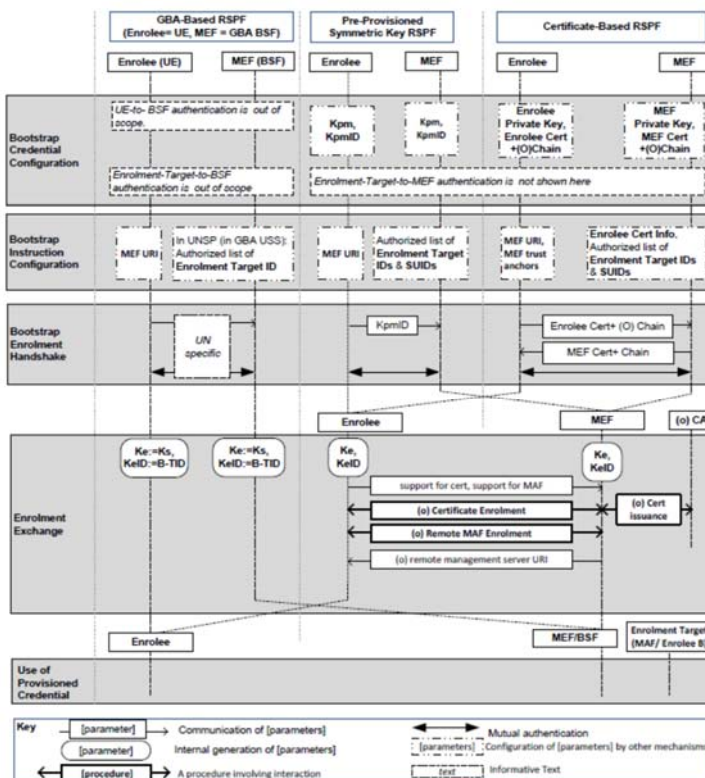 GBA-Based RSPF
(Enrolee= UE, MEF = GBA BSF)
Pre-Provisioned
Symmetric Key RSPF
Certificate-Based RSPF
Enrolee (UE)
MEF (BSF)
Enrolee
MEF
Enrolee
MEF
Bootstrap
Credential
Configuration
UE-to- BSF authentication is out of
scope.
Kpm,
KpmID
Kpm,
KpmID
Enrolee
Private Key,
Enrolee Cert
+(O)Chain
MEF
Private Key,
MEF Cert
+(O)Chain
Enrolment-Target-to-BSF
authentication is out of scope
Enrolment-Target-to-MEF authentication is not shown here
Bootstrap
Instruction
Configuration
MEF URI
In UNSP (in GBA USS):
Authorized list of
Enrolment Target ID
MEF URI
Authorized list of
Enrolment Target
IDs & SUIDs
MEF URI,
MEF trust
anchors
Enrolee Cert Info,
Authorized list of
Enrolment Target IDs
& SUIDs
Bootstrap
Enrolment
Handshake
UN
specific
KpmID
Enrolee Cert+ (O) Chain
MEF Cert+ Chain
Enrolee
MEF
(o) CA
Enrolment
Exchange
Ke:=Ks,
KeID:=B-TID
Ke:=Ks,
KeID:=B-TID
Ke,
KeID
Ke,
KeID
support for cert, support for MAF
(o) Certificate Enrolment
(o) Cert
issuance
(o) Remote MAF Enrolment
(o) remote management server URI
Enrolee
MEF/BSF
Enrolment Target
(MAF/ Enrolee B)
Use of
Provisioned
Credential
Key
[parameter]
Communication of [parameters]
Mutual authentication
[parameter]
Internal generation of [parameters]
[parameters]
Configuration of [parameters] by other mechanisms
[procedure]
A procedure involving interaction
text
Informative Text